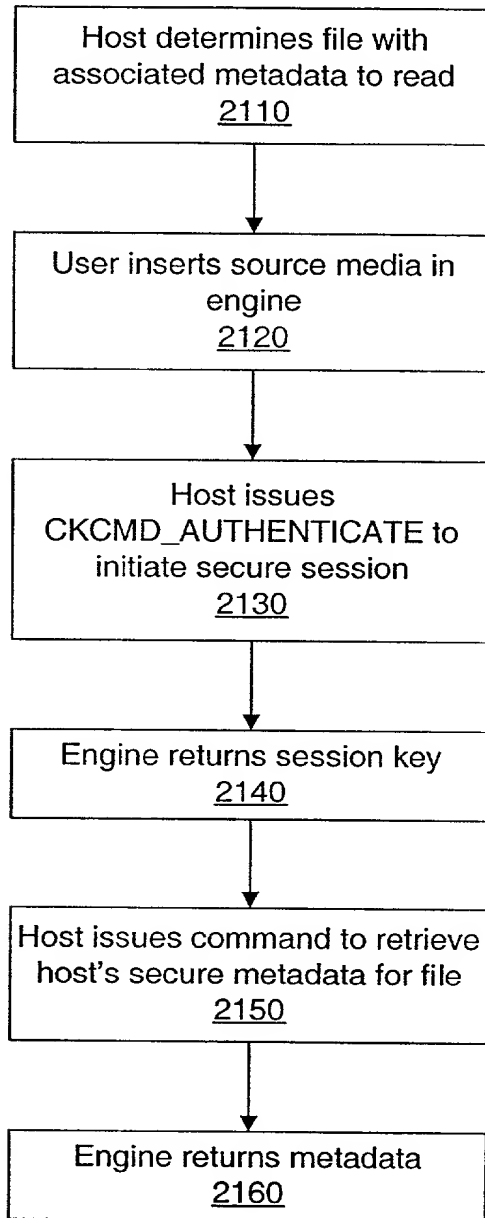 Host determines file with
associated metadata to read
2110
User inserts source media in
engine
2120
Host issues
CKCMD_AUTHENTICATE to
initiate secure session
2130
Engine returns session key
2140
Host issues command to retrieve
host's secure metadata for file
2150
Engine returns metadata
2160